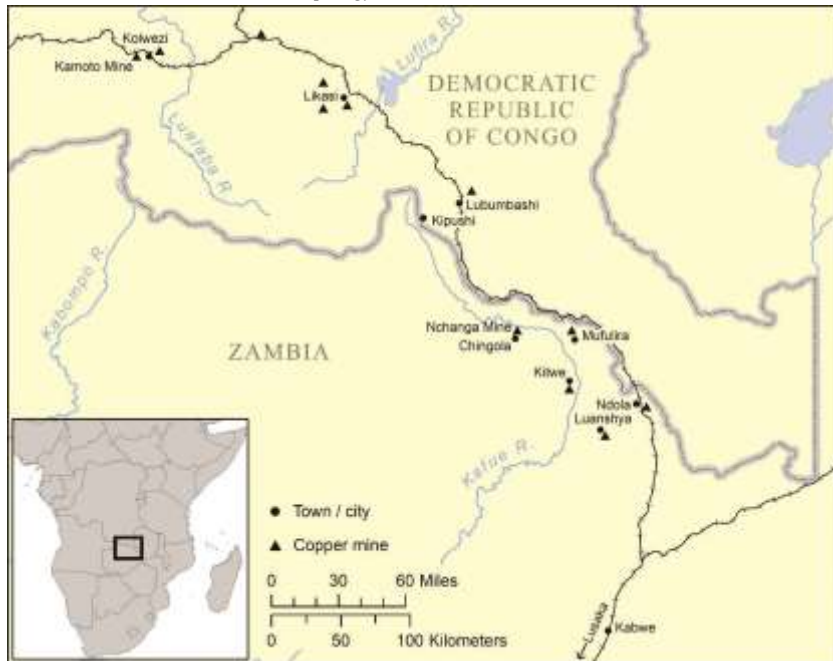 Kolwezi
Kamoto Mine
Lualaba R.
Likasi
Lufira R.
DEMOCRATIC
REPUBLIC
OF CONGO
Lubumbashi
Kipushi
Kabompo R.
ZAMBIA
Nchanga Mine
Chingola
Mufulira
Kitwe
Ndola
Luanshya
Kafue R.
Town / city
Copper mine
0 30 60 Miles
0 50 100 Kilometers
Lusaka
Kabwe